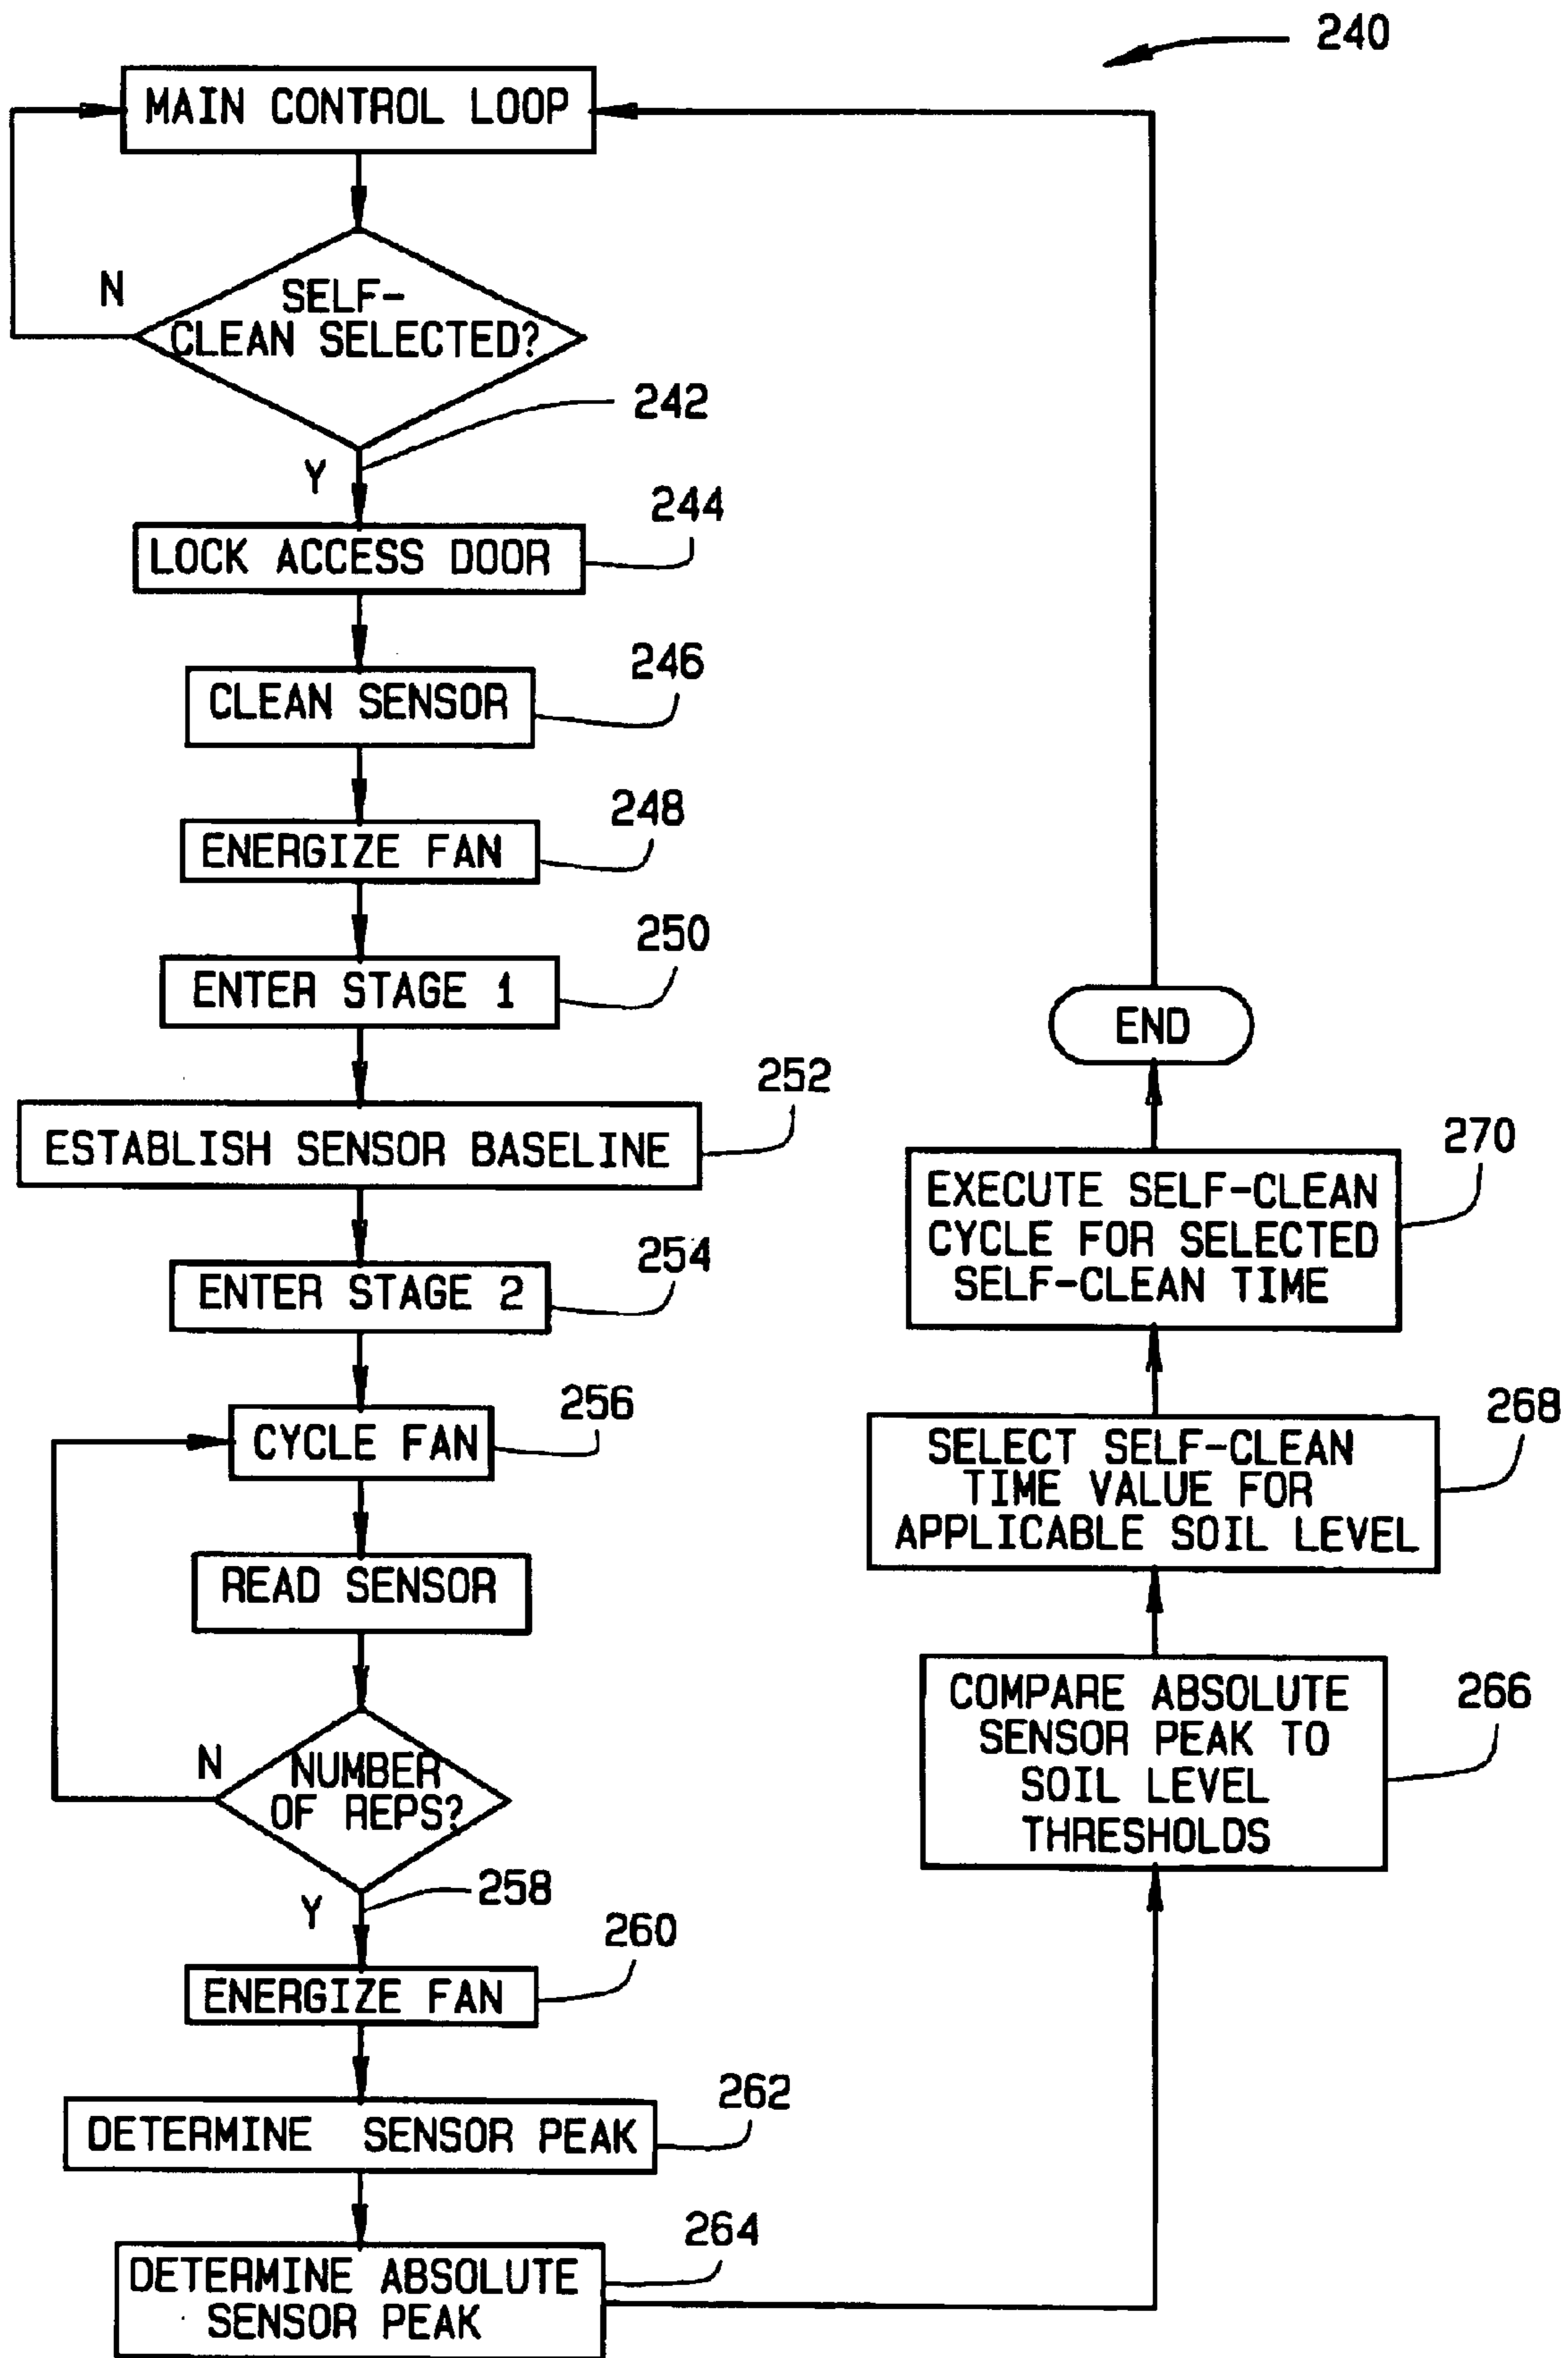 240
MAIN CONTROL LOOP
N
SELF-
CLEAN SELECTED?
242
Y
244
LOCK ACCESS DOOR
246
CLEAN SENSOR
248
ENERGIZE FAN
250
ENTER STAGE 1
252
ESTABLISH SENSOR BASELINE
254
ENTER STAGE 2
256
CYCLE FAN
READ SENSOR
N
NUMBER
OF REPS?
258
Y
260
ENERGIZE FAN
262
DETERMINE SENSOR PEAK
264
DETERMINE ABSOLUTE
SENSOR PEAK
266
COMPARE ABSOLUTE
SENSOR PEAK TO
SOIL LEVEL
THRESHOLDS
268
SELECT SELF-CLEAN
TIME VALUE FOR
APPLICABLE SOIL LEVEL
270
EXECUTE SELF-CLEAN
CYCLE FOR SELECTED
SELF-CLEAN TIME
END